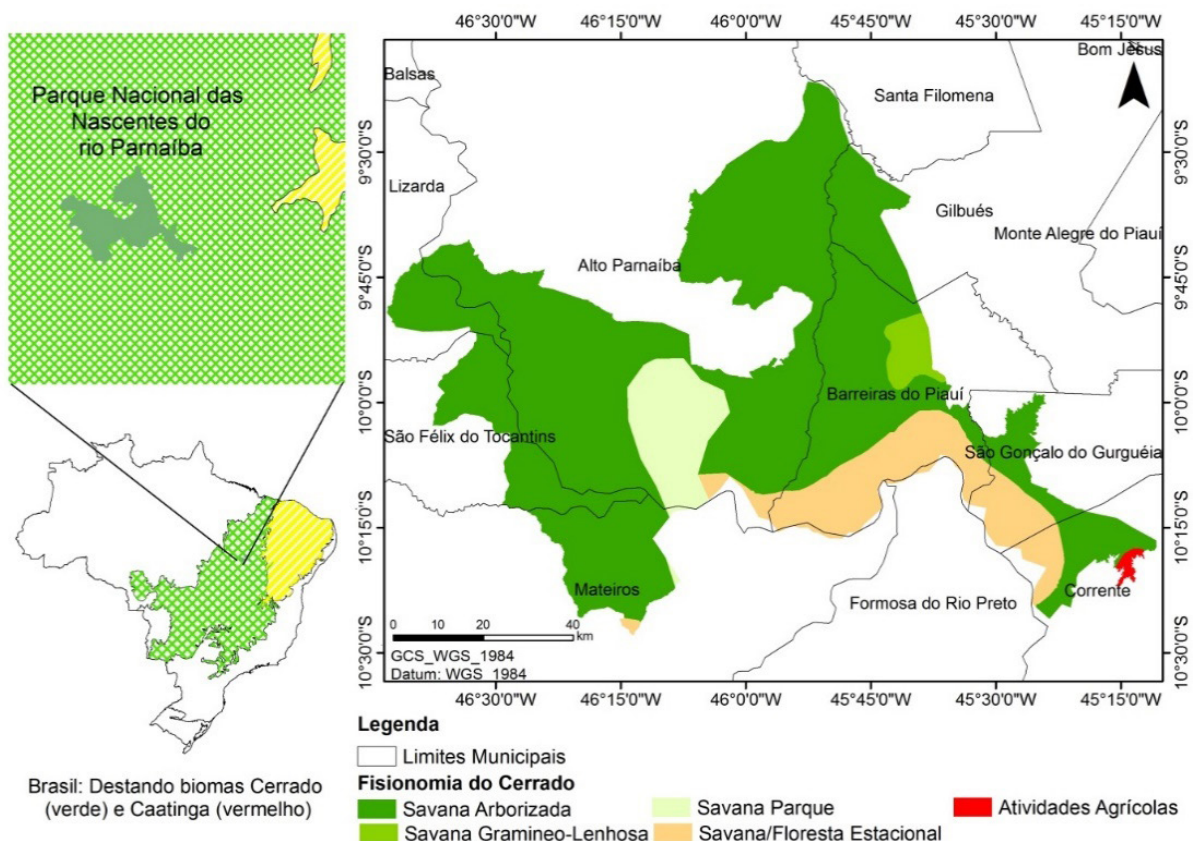 Parque Nacional das
Nascentes do
rio Parnaíba
Brasil: Destando biomas Cerrado
(verde) e Caatinga (vermelho)
46°30'0"W 46°15'0"W 46°0'0"W 45°45'0"W 45°30'0"W 45°15'0"W
Bom Jesus
N
Balsas
Santa Filomena
9°30'0"S 9°30'0"S
Lizarda
Gilbués
Monte Alegre do Piauí
Alto Parnaíba
9°45'0"S 9°45'0"S
Barreiras do Piauí
10°0'0"S 10°0'0"S
São Félix do Tocantins
São Gonçalo do Gurguéia
10°15'0"S 10°15'0"S
Mateiros
Formosa do Rio Preto
Corrente
0 10 20 40
km
GCS_WGS_1984
Datum: WGS_1984
10°30'0"S 10°30'0"S
46°30'0"W 46°15'0"W 46°0'0"W 45°45'0"W 45°30'0"W 45°15'0"W
Legenda
Limites Municipais
Fisionomia do Cerrado
Savana Arborizada Savana Parque Atividades Agrícolas
Savana Gramineo-Lenhosa Savana/Floresta Estacional